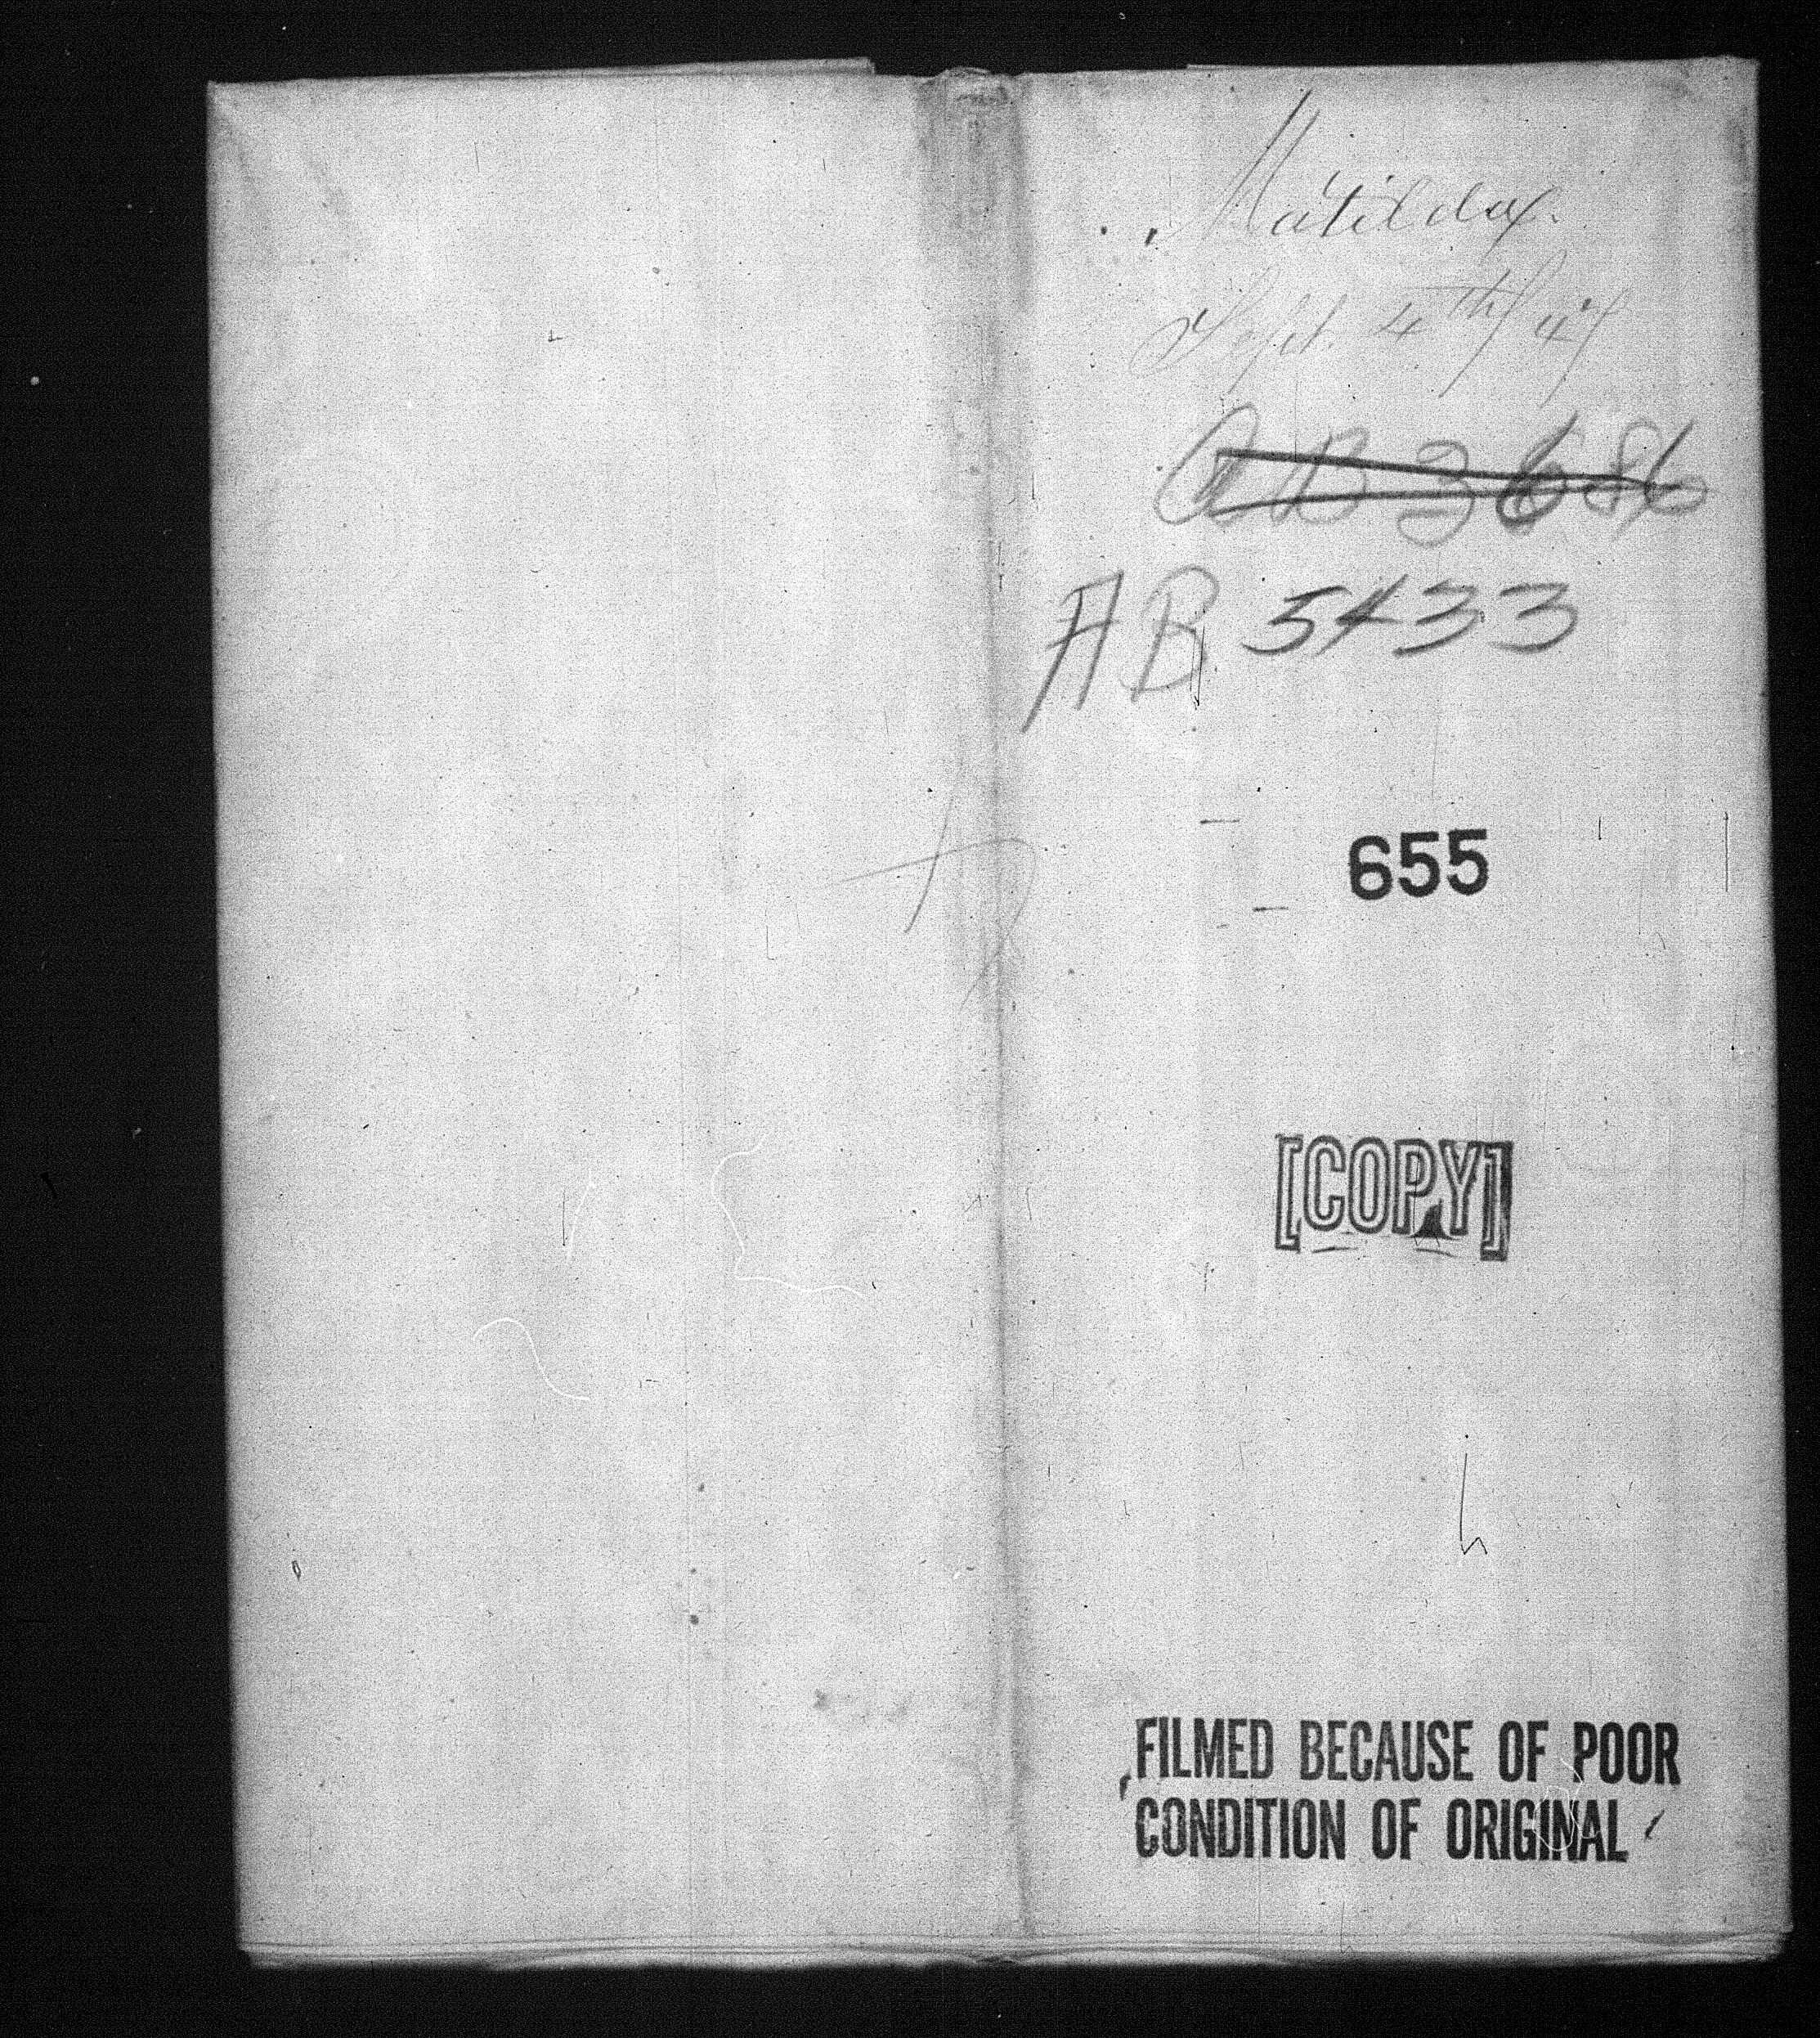 Matilda.
Sept. 4th/47
AB 3686
AB 5433
655
[COPY]
FILMED BECAUSE OF POOR
CONDITION OF ORIGINAL